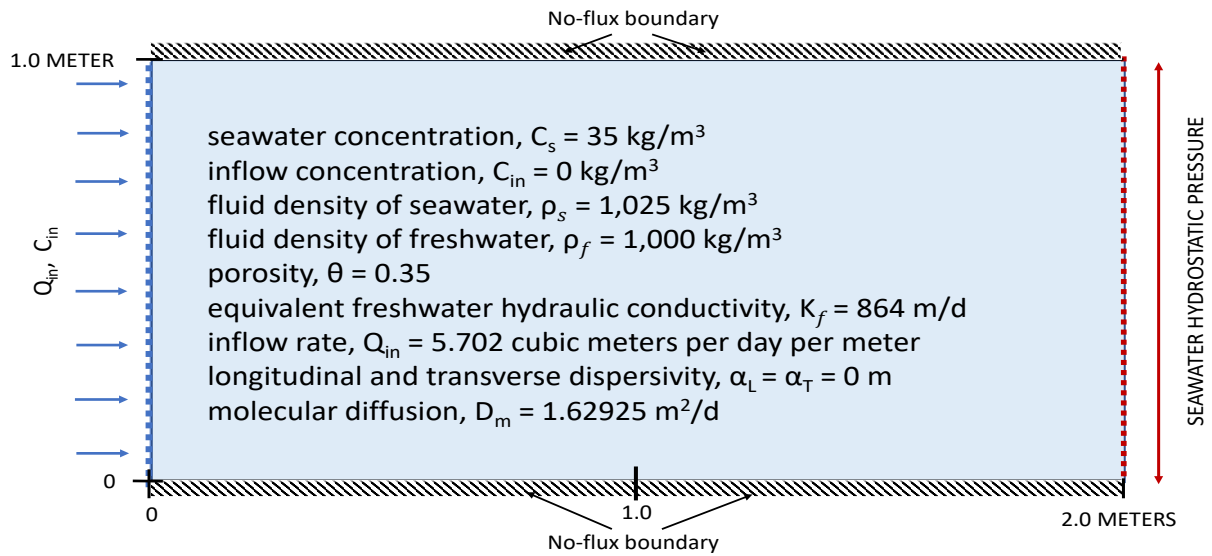 No-flux boundary
1.0 METER
seawater concentration, Cₛ = 35 kg/m³
inflow concentration, Cᵢₙ = 0 kg/m³
fluid density of seawater, ρₛ = 1,025 kg/m³
fluid density of freshwater, ρ𝑓 = 1,000 kg/m³
porosity, θ = 0.35
equivalent freshwater hydraulic conductivity, K𝑓 = 864 m/d
inflow rate, Qᵢₙ = 5.702 cubic meters per day per meter
longitudinal and transverse dispersivity, α_L = α_T = 0 m
molecular diffusion, Dₘ = 1.62925 m²/d
Qᵢₙ, Cᵢₙ
SEAWATER HYDROSTATIC PRESSURE
0
0
1.0
2.0 METERS
No-flux boundary